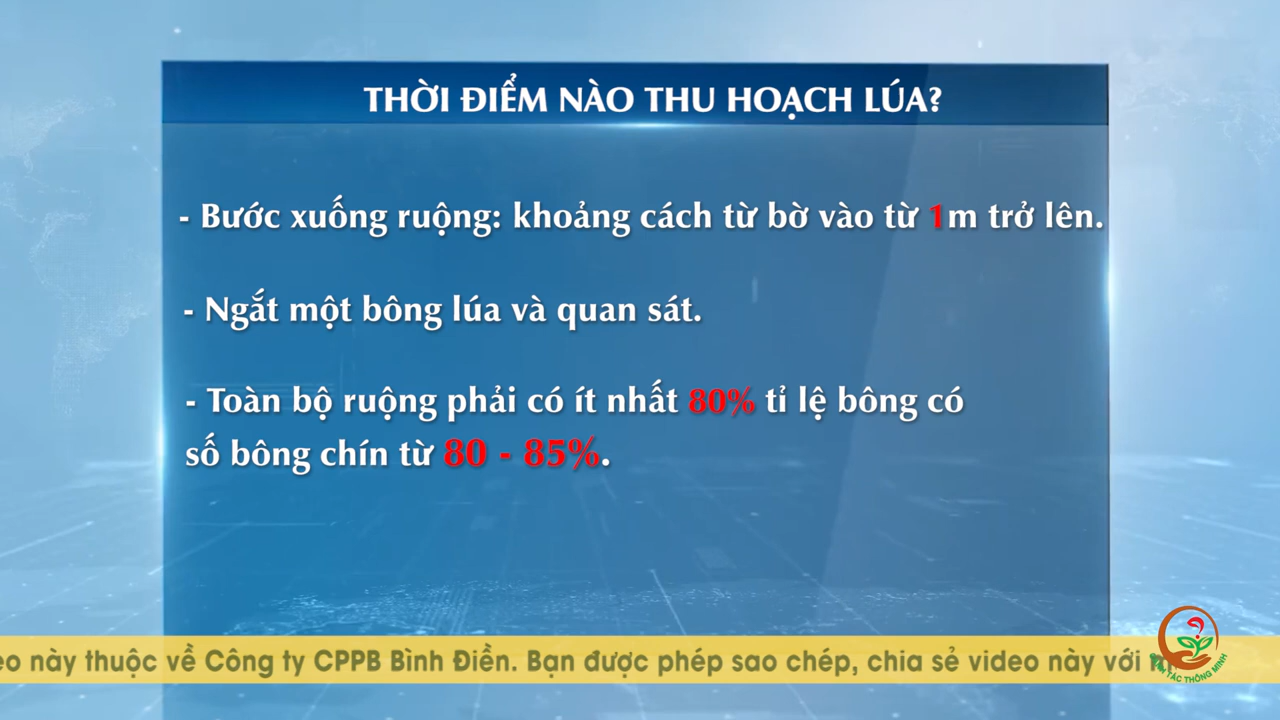 THỜI ĐIỂM NÀO THU HOẠCH LÚA?
- Bước xuống ruộng: khoảng cách từ bờ vào từ 1m trở lên.
- Ngắt một bông lúa và quan sát.
- Toàn bộ ruộng phải có ít nhất 80% tỉ lệ bông có
số bông chín từ 80 - 85%.
này thuộc về Công ty CPPB Bình Điền. Bạn được phép sao chép, chia sẻ video này với
TÁC THÔNG MINH